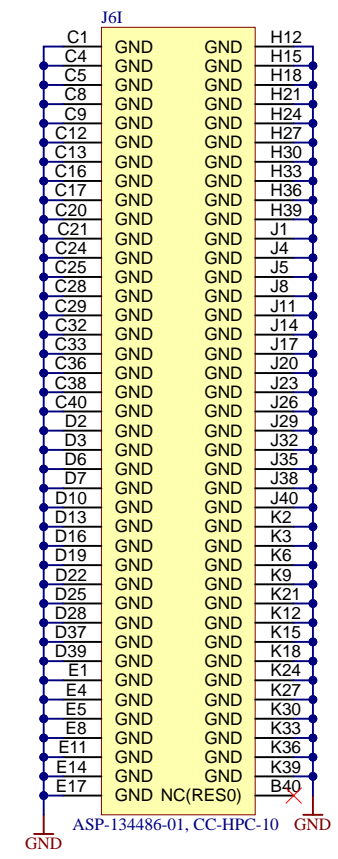 J6I
C1 GND GND H12
C4 GND GND H15
C5 GND GND H18
C8 GND GND H21
C9 GND GND H24
C12 GND GND H27
C13 GND GND H30
C16 GND GND H33
C17 GND GND H36
C20 GND GND H39
C21 GND GND J1
C24 GND GND J4
C25 GND GND J5
C28 GND GND J8
C29 GND GND J11
C32 GND GND J14
C33 GND GND J17
C36 GND GND J20
C38 GND GND J23
C40 GND GND J26
D2 GND GND J29
D3 GND GND J32
D6 GND GND J35
D7 GND GND J38
D10 GND GND J40
D13 GND GND K2
D16 GND GND K3
D19 GND GND K6
D22 GND GND K9
D25 GND GND K21
D28 GND GND K12
D37 GND GND K15
D39 GND GND K18
E1 GND GND K24
E4 GND GND K27
E5 GND GND K30
E8 GND GND K33
E11 GND GND K36
E14 GND GND K39
E17 GND NC(RES0) B40
ASP-134486-01, CC-HPC-10
GND GND